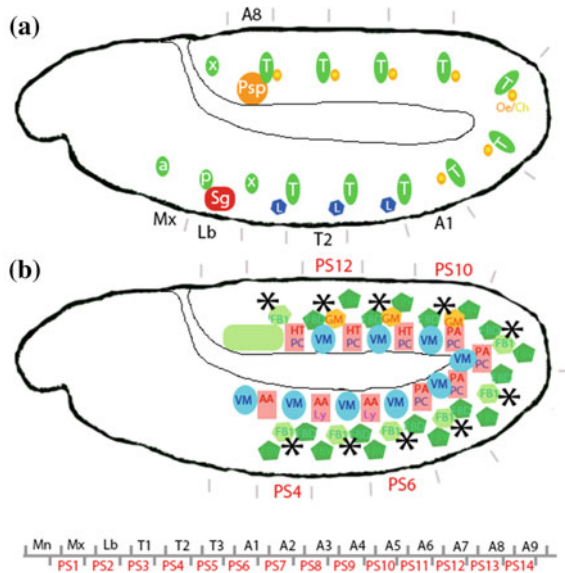 (a)
A8
x T T T T T
Psp
Oe/Ch
a p x T T T T T
Sg L L L
Mx Lb T2 A1
(b)
PS12 PS10
* * * * *
FB1 GM GM GM FB1
HT VM HT VM HT VM PA
PC PC PC PC
VM PA
PC
VM AA VM AA VM AA VM PA VM PA
Ly Ly PC PC
FB1 FB1 FB1 FB1 FB1
* * * * *
PS4 PS6
Mn Mx Lb T1 T2 T3 A1 A2 A3 A4 A5 A6 A7 A8 A9
PS1 PS2 PS3 PS4 PS5 PS6 PS7 PS8 PS9 PS10 PS11 PS12 PS13 PS14